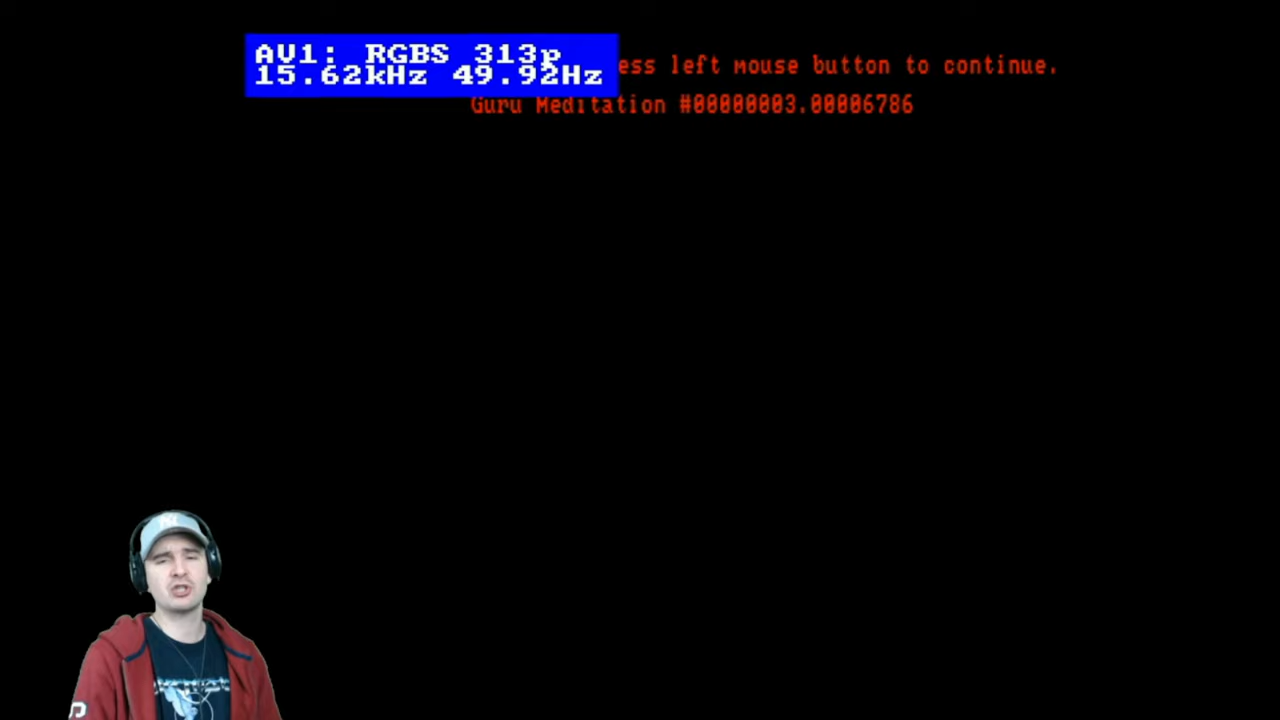 AV1: RGBS 313p
15.62kHz 49.92Hz
ess left mouse button to continue.
Guru Meditation #00000003.00006786